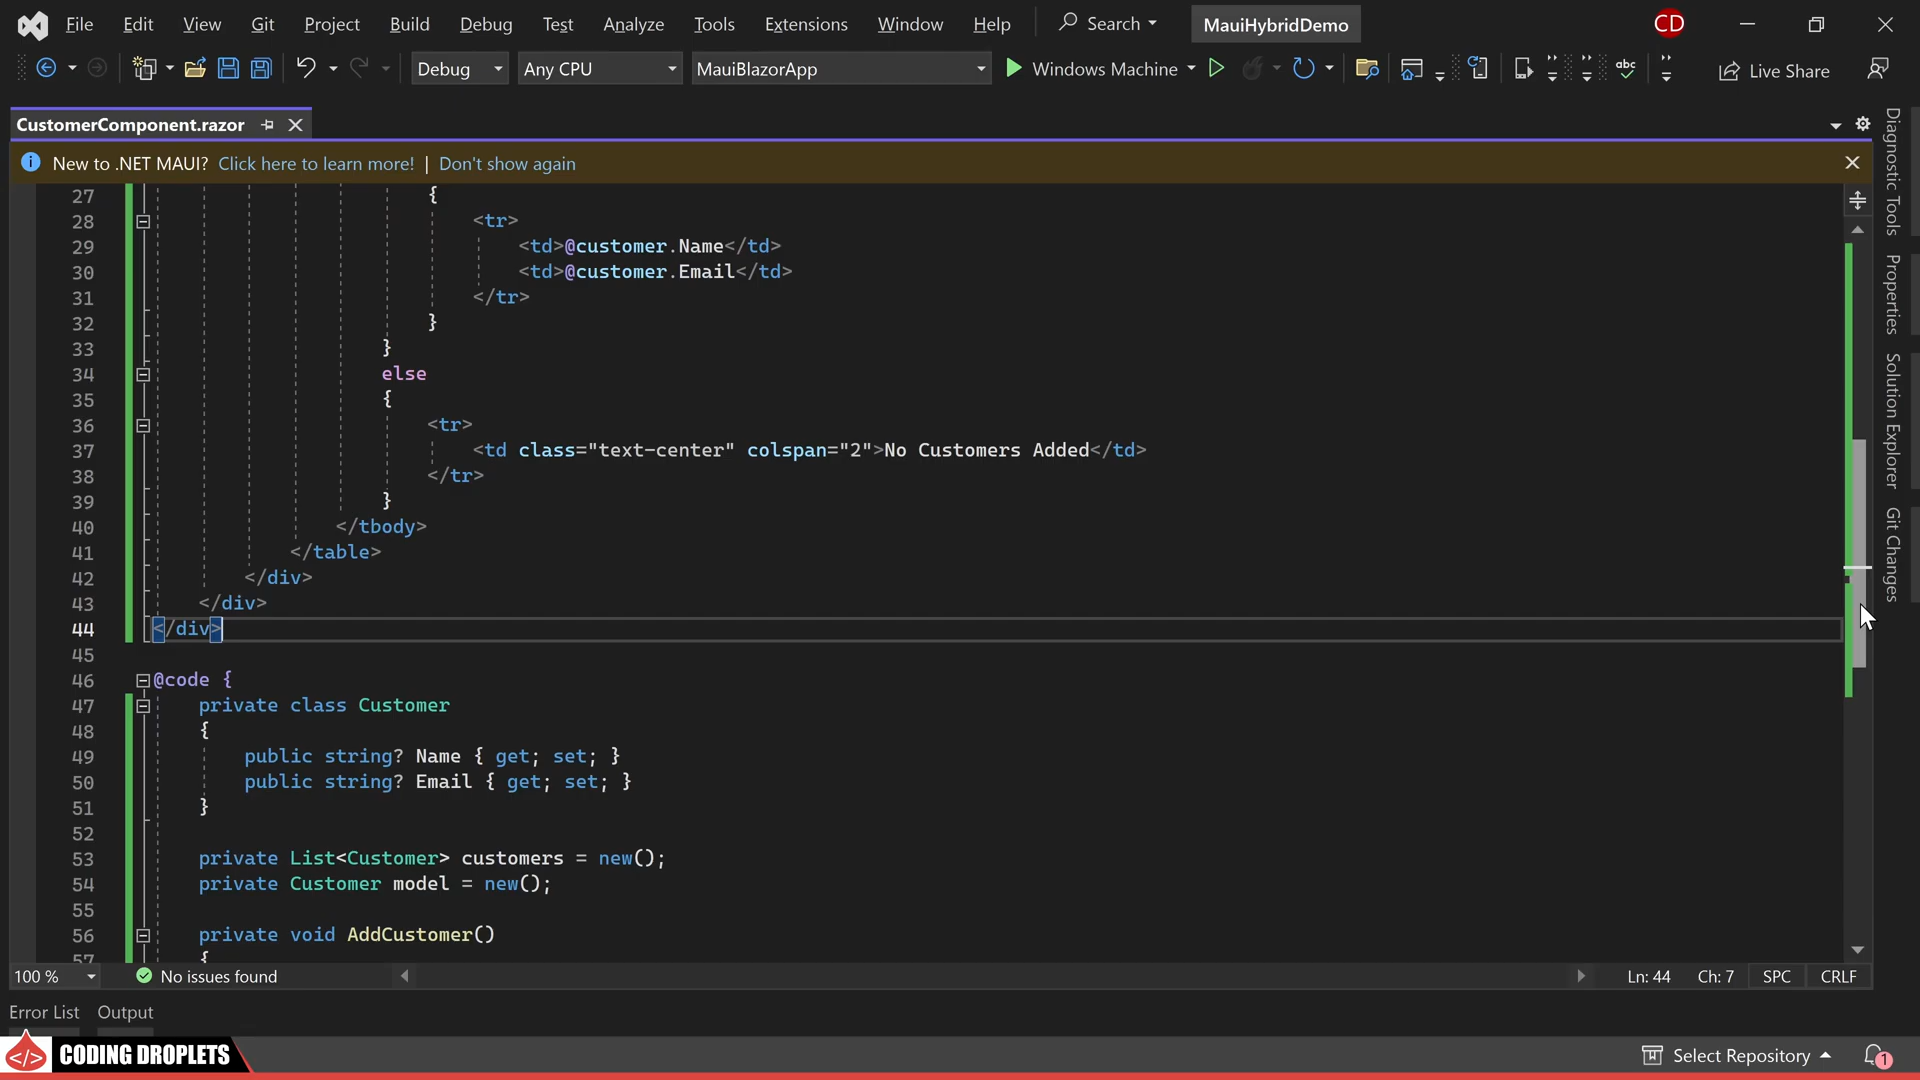 File Edit View Git Project Build Debug Test Analyze Tools Extensions Window Help Search MauiHybridDemo CD
Debug Any CPU MauiBlazorApp Windows Machine abc Live Share
CustomerComponent.razor
New to .NET MAUI? Click here to learn more! | Don't show again
27 {
28 <tr>
29 <td>@customer.Name</td>
30 <td>@customer.Email</td>
31 </tr>
32 }
33 }
34 else
35 {
36 <tr>
37 <td class="text-center" colspan="2">No Customers Added</td>
38 </tr>
39 }
40 </tbody>
41 </table>
42 </div>
43 </div>
44 </div>
45
46 @code {
47 private class Customer
48 {
49 public string? Name { get; set; }
50 public string? Email { get; set; }
51 }
52
53 private List<Customer> customers = new();
54 private Customer model = new();
55
56 private void AddCustomer()
57 {
Diagnostic Tools
Properties
Solution Explorer
Git Changes
100 % No issues found Ln: 44 Ch: 7 SPC CRLF
Error List Output
</> CODING DROPLETS Select Repository 1